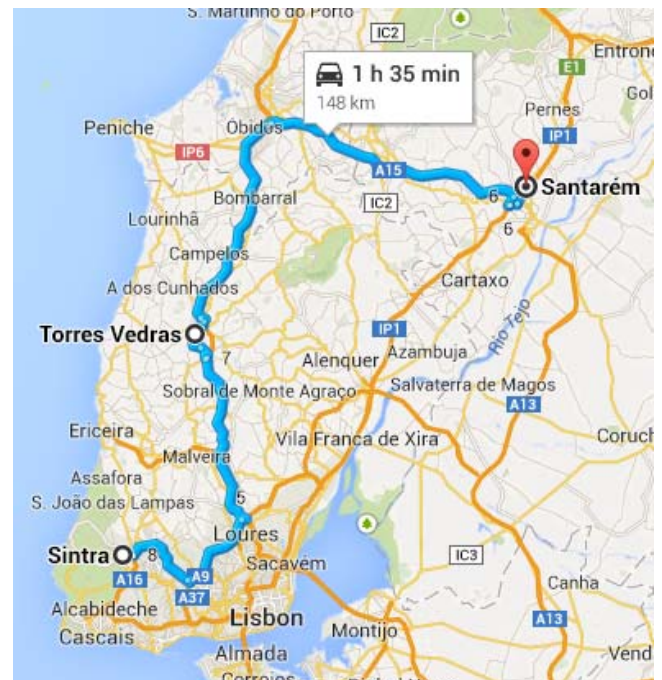 S. Martinho do Porto
IC2
Entron
1 h 35 min
148 km
E1
Gol
Pernes
Peniche
Óbidos
IP6
IP1
A15
Santarém
6
Bombarral
IC2
Lourinhã
6
Campelos
Cartaxo
A dos Cunhados
Rio Tejo
Torres Vedras
IP1
7
Alenquer
Azambuja
Sobral de Monte Agraço
Salvaterra de Magos
A13
Ericeira
Vila Franca de Xira
Coruch
Malveira
Assafora
5
S. João das Lampas
Loures
Sintra
8
Sacavém
IC3
A16
A9
Canha
A37
Alcabideche
Lisbon
A13
Cascais
Montijo
Almada
Vend